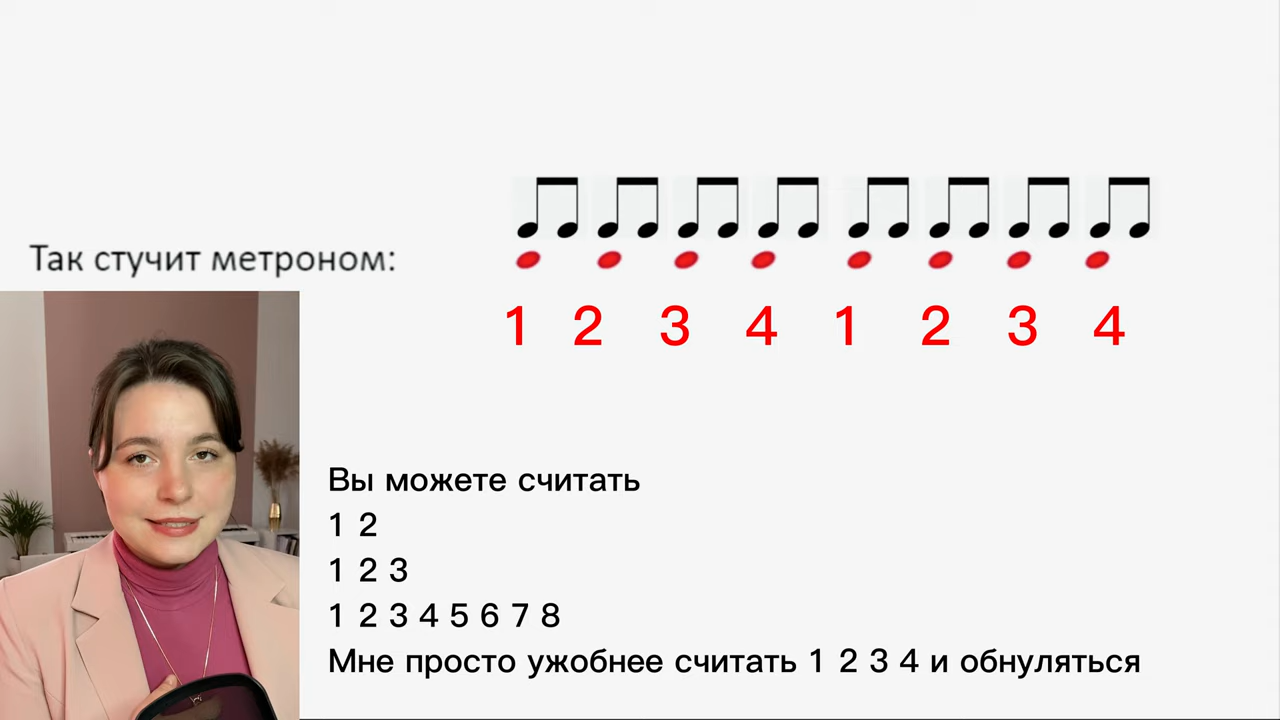 Так стучит метроном:
1 2 3 4 1 2 3 4
Вы можете считать
1 2
1 2 3
1 2 3 4 5 6 7 8
Мне просто ужобнее считать 1 2 3 4 и обнуляться